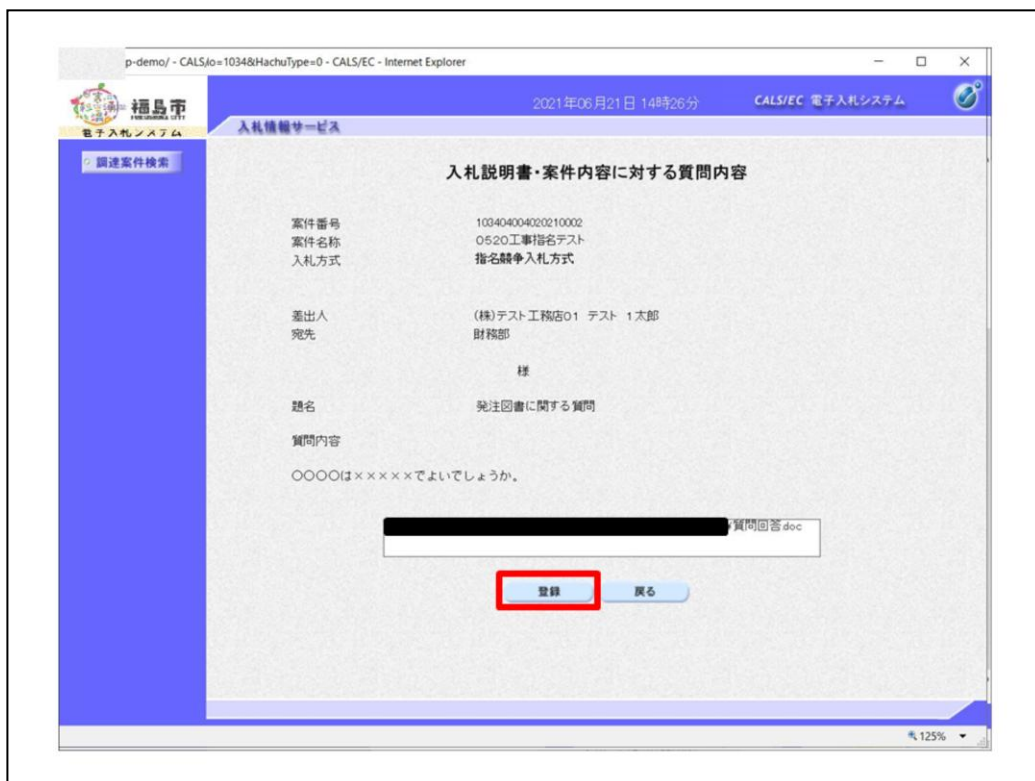 p-demo/ - CALS/io=1034&HachuType=0 - CALS/EC - Internet Explorer
福島市
FUKUSHIMA CITY
電子入札システム
2021年06月21日 14時26分
CALS/EC 電子入札システム
入札情報サービス
調達案件検索
入札説明書・案件内容に対する質問内容
案件番号 103404004020210002
案件名称 0520工事指名テスト
入札方式 指名競争入札方式
差出人 (株)テスト工務店01 テスト 1太郎
宛先 財務部
様
題名 発注図書に関する質問
質問内容
○○○○は×××××でよいでしょうか。
質問回答doc
登録 戻る
125%